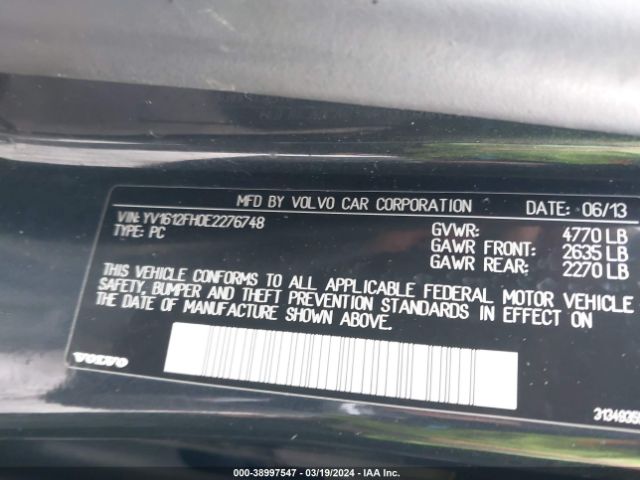 MFD BY VOLVO CAR CORPORATION DATE: 06/13
VIN: YV1612FH0E2276748 GVWR: 4770 LB
TYPE: PC GAWR FRONT: 2635 LB
GAWR REAR: 2270 LB
THIS VEHICLE CONFORMS TO ALL APPLICABLE FEDERAL MOTOR VEHICLE
SAFETY, BUMPER AND THEFT PREVENTION STANDARDS IN EFFECT ON
THE DATE OF MANUFACTURE SHOWN ABOVE.
VOLVO
000-38997547 — 03/19/2024 — IAA Inc.